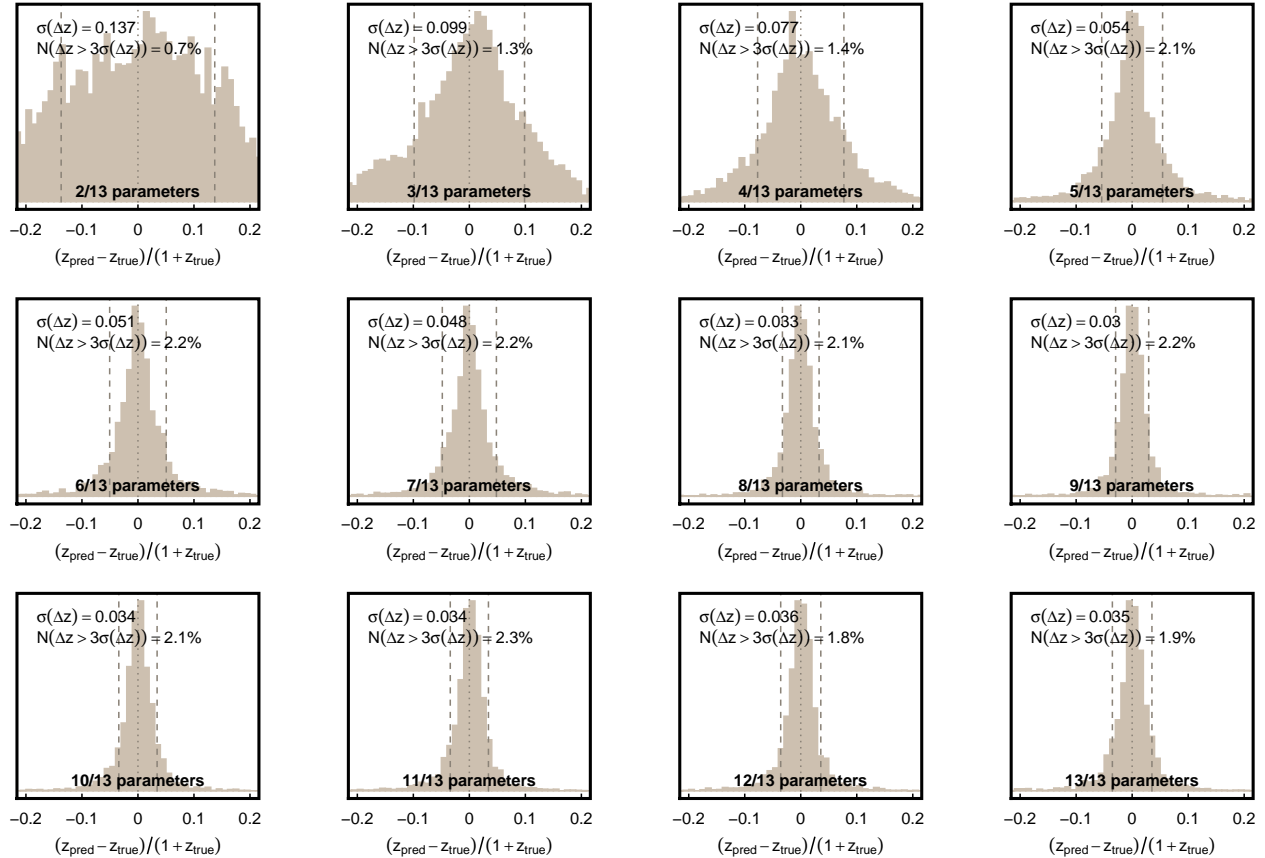 σ(Δz) = 0.137
N(Δz > 3σ(Δz)) = 0.7%
2/13 parameters
−0.2 −0.1 0 0.1 0.2
(z_pred − z_true)/(1 + z_true)
σ(Δz) = 0.099
N(Δz > 3σ(Δz)) = 1.3%
3/13 parameters
−0.2 −0.1 0 0.1 0.2
(z_pred − z_true)/(1 + z_true)
σ(Δz) = 0.077
N(Δz > 3σ(Δz)) = 1.4%
4/13 parameters
−0.2 −0.1 0 0.1 0.2
(z_pred − z_true)/(1 + z_true)
σ(Δz) = 0.054
N(Δz > 3σ(Δz)) = 2.1%
5/13 parameters
−0.2 −0.1 0 0.1 0.2
(z_pred − z_true)/(1 + z_true)
σ(Δz) = 0.051
N(Δz > 3σ(Δz)) = 2.2%
6/13 parameters
−0.2 −0.1 0 0.1 0.2
(z_pred − z_true)/(1 + z_true)
σ(Δz) = 0.048
N(Δz > 3σ(Δz)) = 2.2%
7/13 parameters
−0.2 −0.1 0 0.1 0.2
(z_pred − z_true)/(1 + z_true)
σ(Δz) = 0.033
N(Δz > 3σ(Δz)) = 2.1%
8/13 parameters
−0.2 −0.1 0 0.1 0.2
(z_pred − z_true)/(1 + z_true)
σ(Δz) = 0.03
N(Δz > 3σ(Δz)) = 2.2%
9/13 parameters
−0.2 −0.1 0 0.1 0.2
(z_pred − z_true)/(1 + z_true)
σ(Δz) = 0.034
N(Δz > 3σ(Δz)) = 2.1%
10/13 parameters
−0.2 −0.1 0 0.1 0.2
(z_pred − z_true)/(1 + z_true)
σ(Δz) = 0.034
N(Δz > 3σ(Δz)) = 2.3%
11/13 parameters
−0.2 −0.1 0 0.1 0.2
(z_pred − z_true)/(1 + z_true)
σ(Δz) = 0.036
N(Δz > 3σ(Δz)) = 1.8%
12/13 parameters
−0.2 −0.1 0 0.1 0.2
(z_pred − z_true)/(1 + z_true)
σ(Δz) = 0.035
N(Δz > 3σ(Δz)) = 1.9%
13/13 parameters
−0.2 −0.1 0 0.1 0.2
(z_pred − z_true)/(1 + z_true)